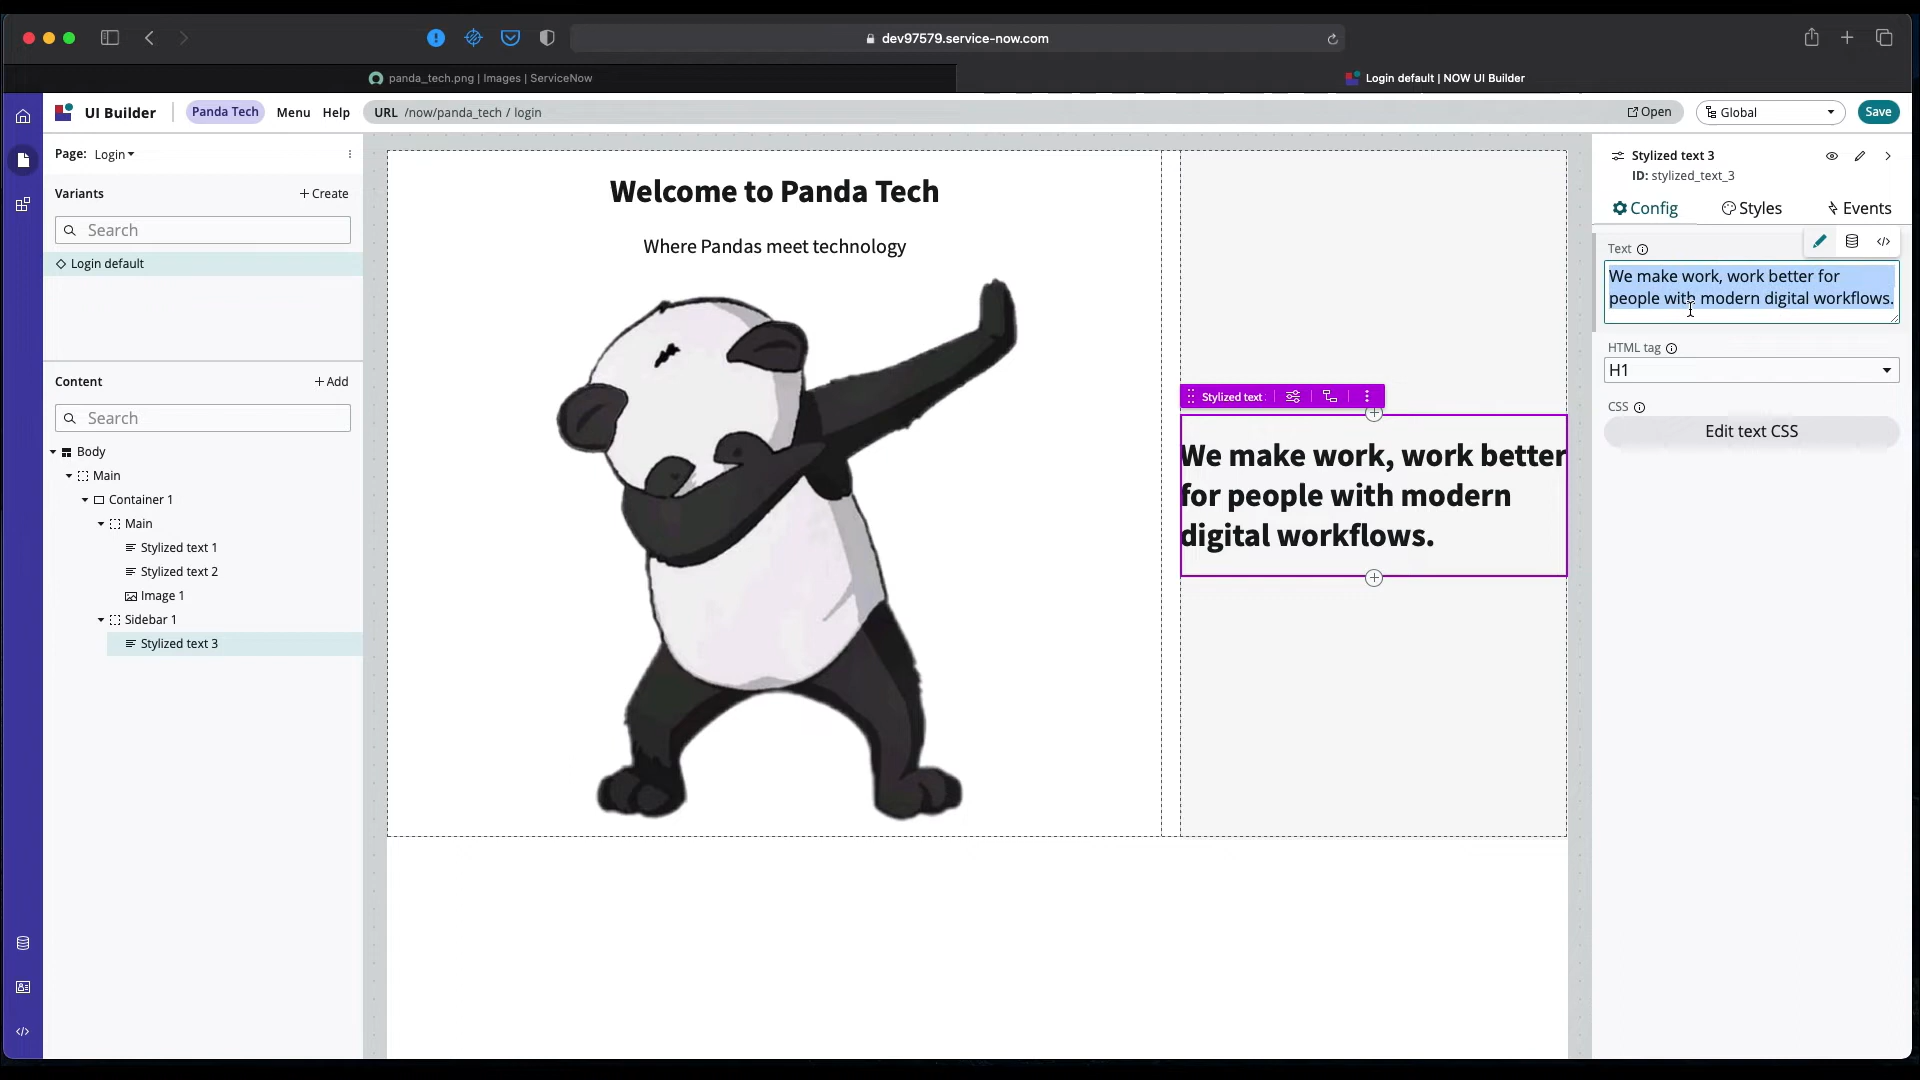 dev97579.service-now.com
panda_tech.png | Images | ServiceNow
Login default | NOW UI Builder
UI Builder
Panda Tech
Menu
Help
URL /now/panda_tech / login
Open
Global
Save
Page: Login
Variants
+ Create
Search
Login default
Content
+ Add
Search
Body
Main
Container 1
Main
Stylized text 1
Stylized text 2
Image 1
Sidebar 1
Stylized text 3
Welcome to Panda Tech
Where Pandas meet technology
Stylized text
We make work, work better
for people with modern
digital workflows.
Stylized text 3
ID: stylized_text_3
Config
Styles
Events
Text
We make work, work better for
people with modern digital workflows.
HTML tag
H1
CSS
Edit text CSS